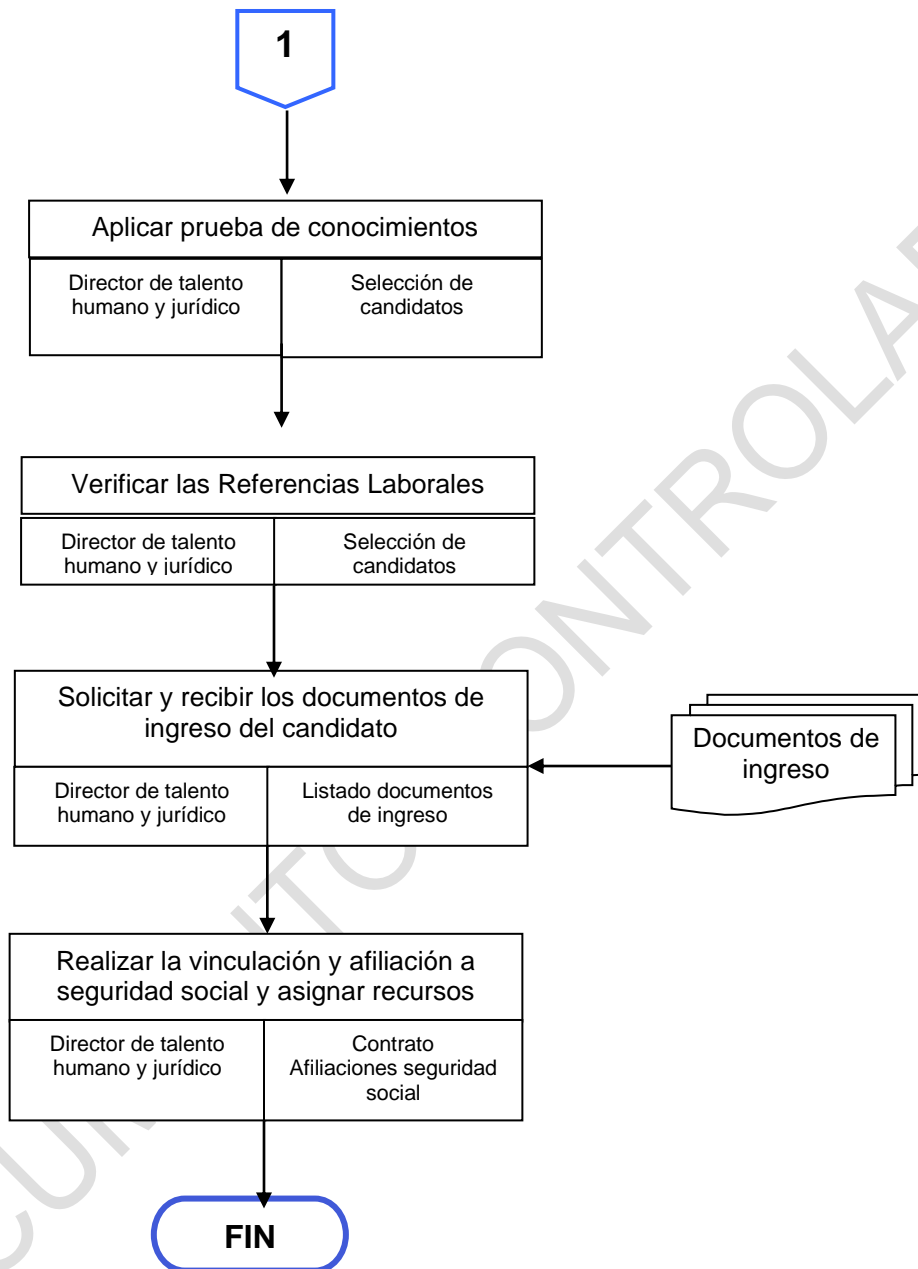 1
Aplicar prueba de conocimientos
Director de talento
humano y jurídico
Selección de
candidatos
Verificar las Referencias Laborales
Director de talento
humano y jurídico
Selección de
candidatos
Solicitar y recibir los documentos de
ingreso del candidato
Director de talento
humano y jurídico
Listado documentos
de ingreso
Documentos de
ingreso
Realizar la vinculación y afiliación a
seguridad social y asignar recursos
Director de talento
humano y jurídico
Contrato
Afiliaciones seguridad
social
FIN